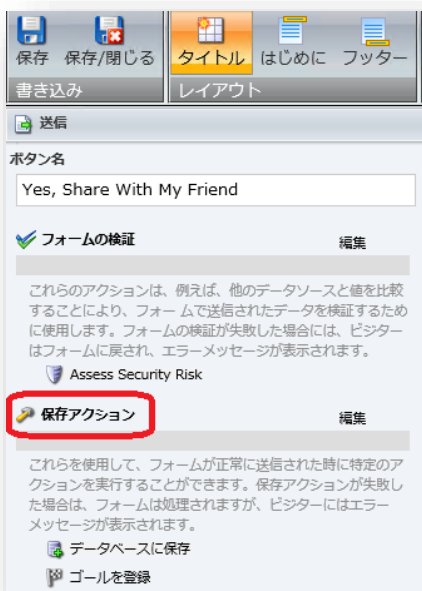 保存 保存/閉じる タイトル はじめに フッター
書き込み レイアウト
送信
ボタン名
Yes, Share With My Friend
フォームの検証 編集
これらのアクションは、例えば、他のデータソースと値を比較
することにより、フォームで送信されたデータを検証するため
に使用します。フォームの検証が失敗した場合には、ビジター
はフォームに戻され、エラーメッセージが表示されます。
Assess Security Risk
保存アクション 編集
これらを使用して、フォームが正常に送信された時に特定のア
クションを実行することができます。保存アクションが失敗し
た場合は、フォームは処理されますが、ビジターにはエラー
メッセージが表示されます。
データベースに保存
ゴールを登録